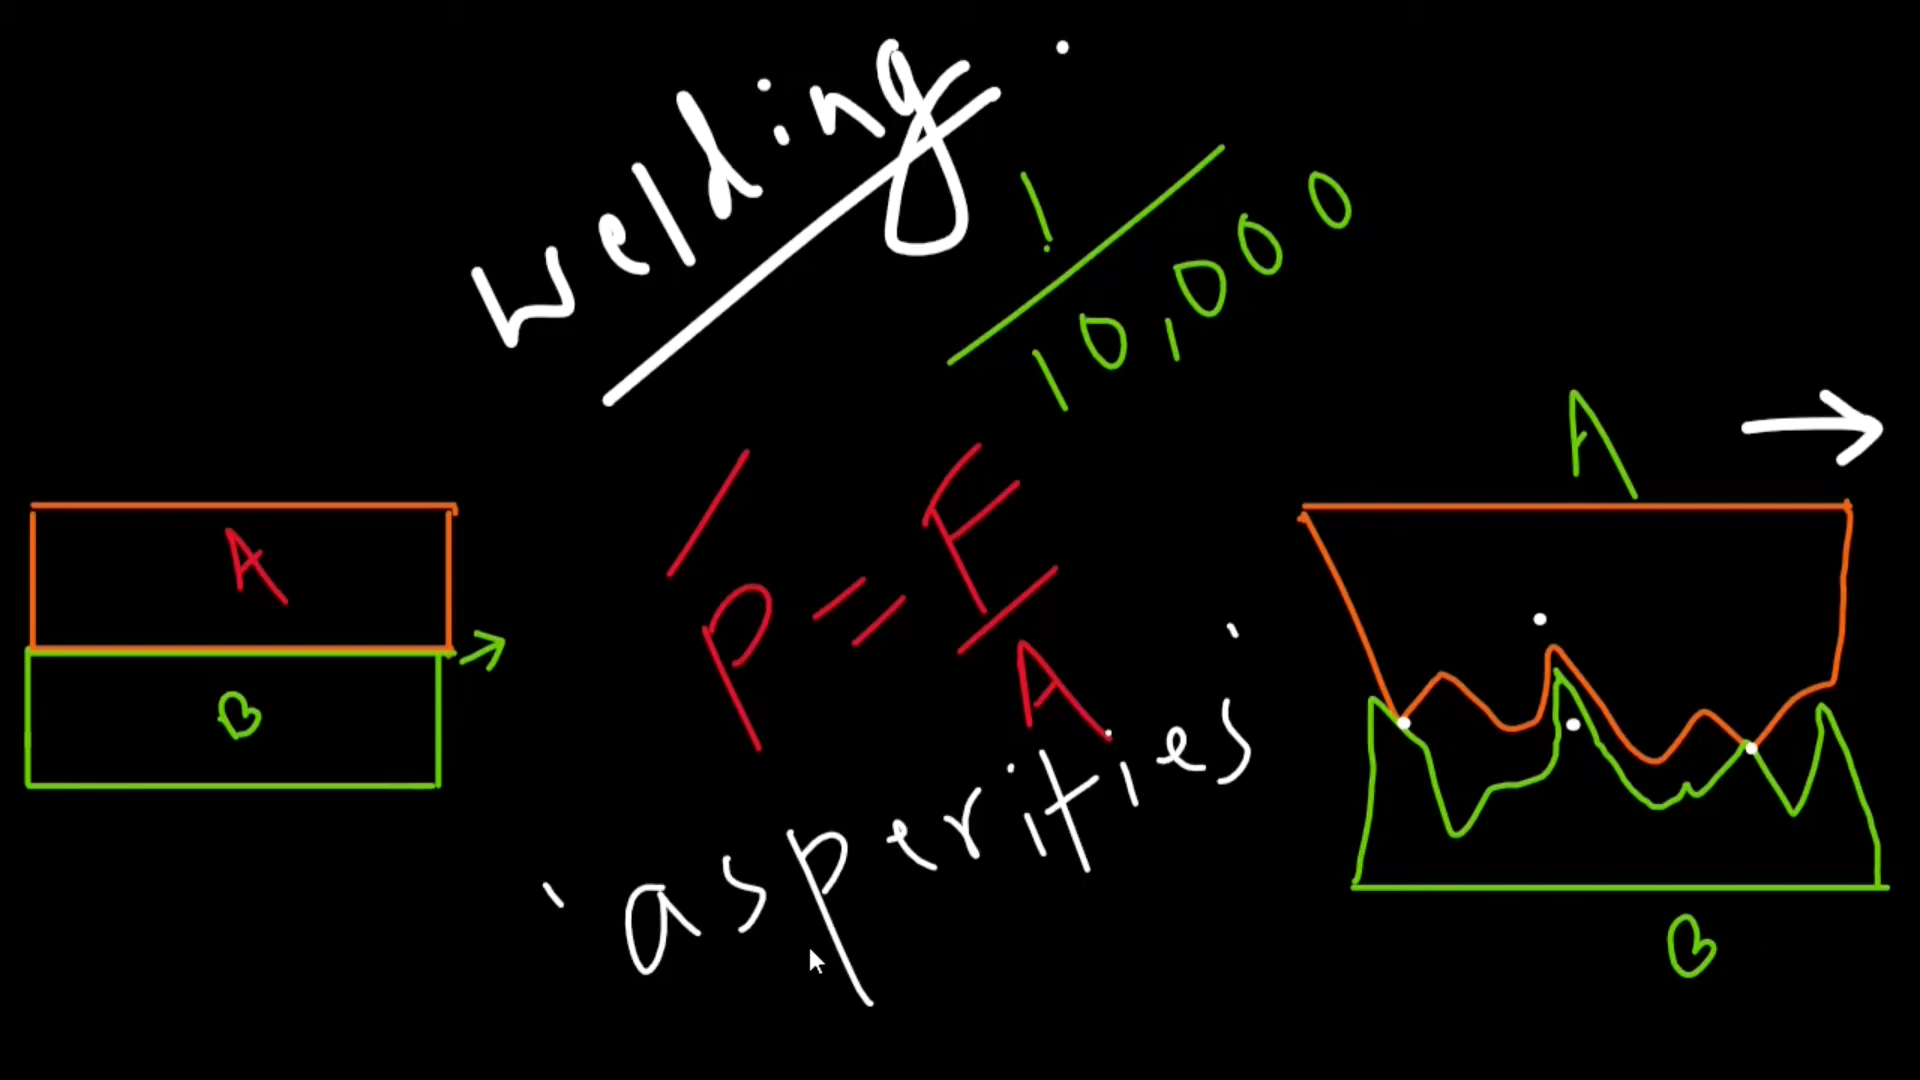 welding
1
10,000
A
A
B
P = F
A
'asperities'
B